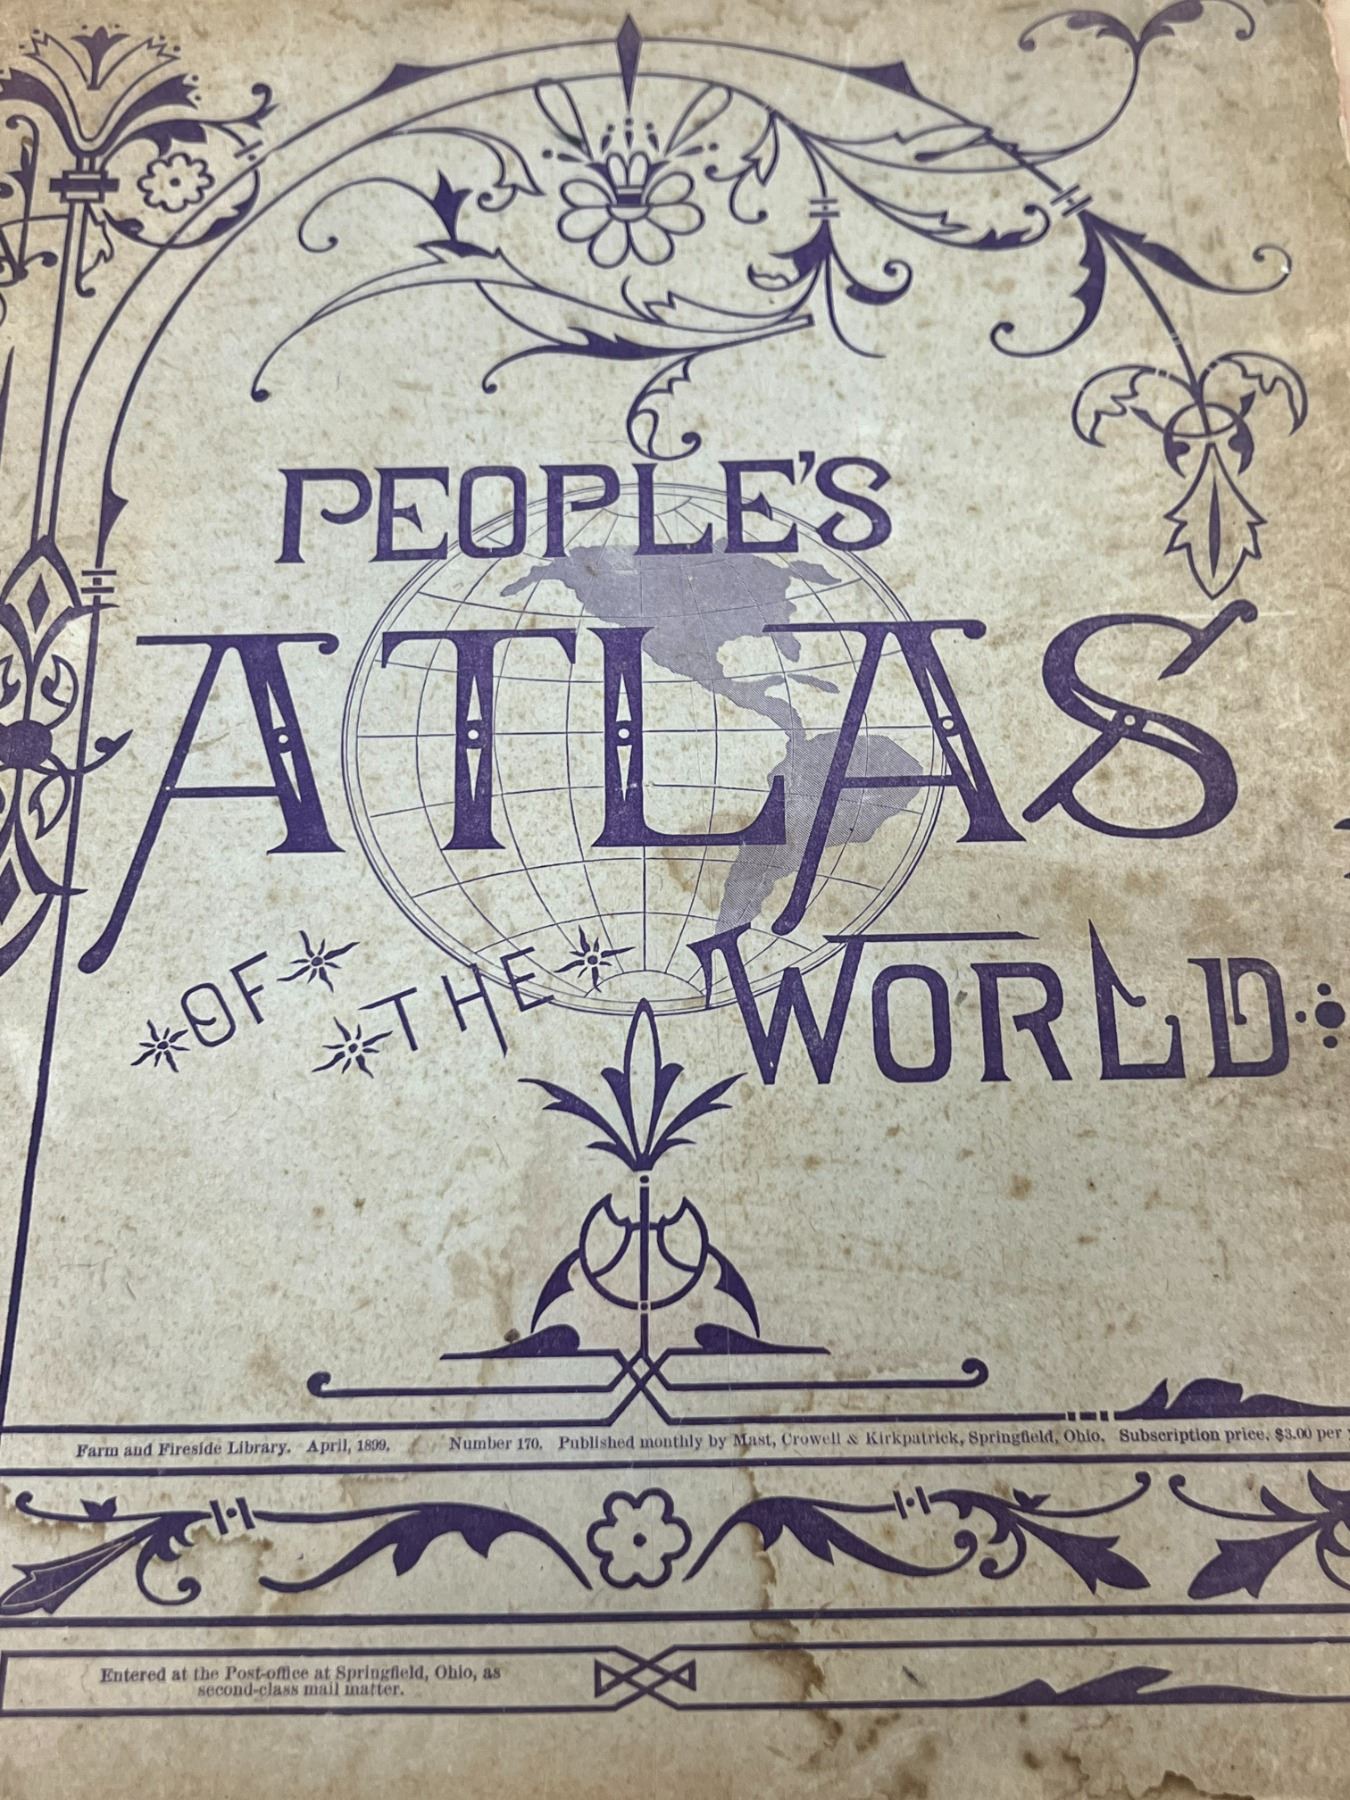 PEOPLE'S
ATLAS
OF THE WORLD
Farm and Fireside Library. April, 1899. Number 170. Published monthly by Mast, Crowell & Kirkpatrick, Springfield, Ohio. Subscription price, $3.00 per
Entered at the Post-office at Springfield, Ohio, as
second-class mail matter.